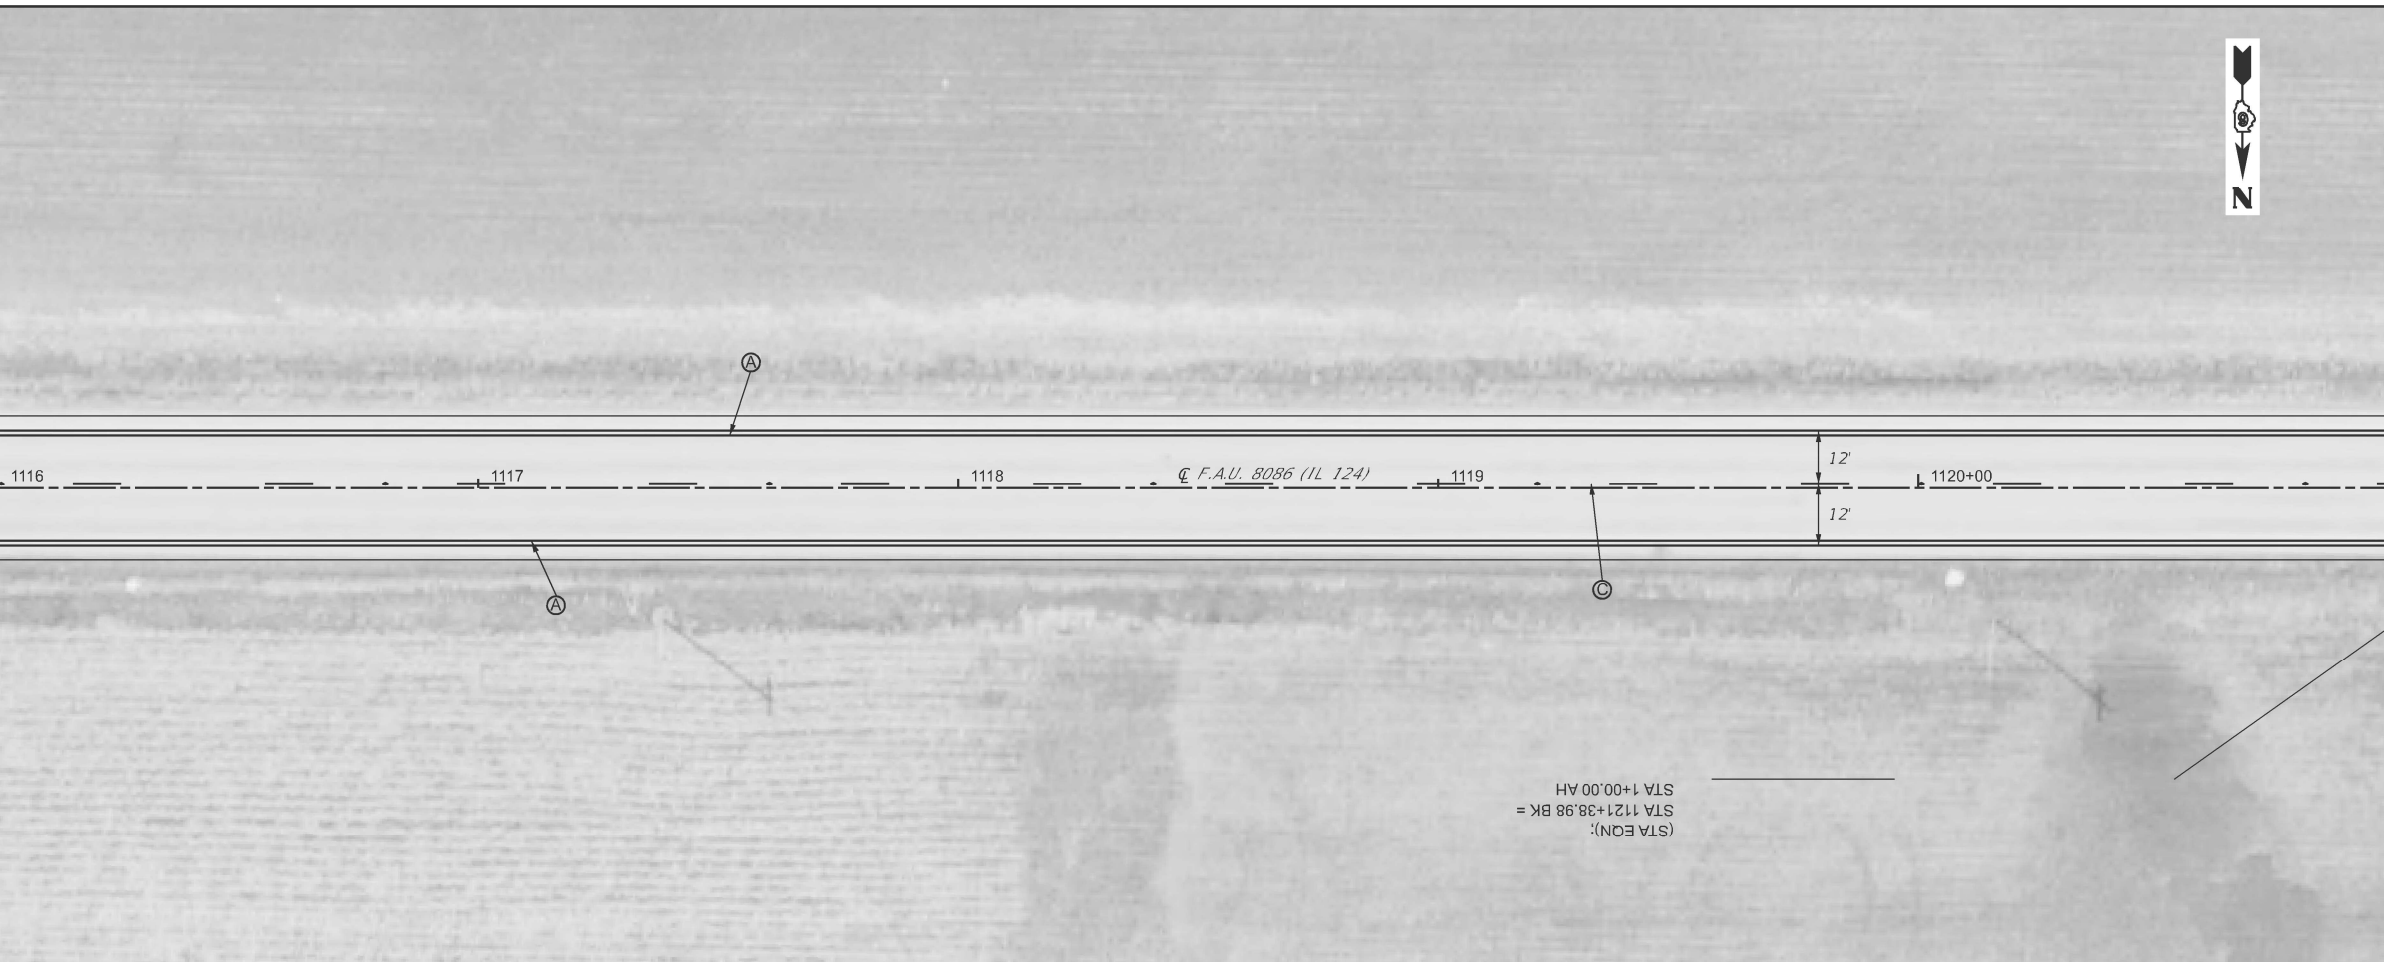 9
N
A
1116
1117
1118
℄ F.A.U. 8086 (IL 124)
1119
1120+00
12'
12'
A
C
(STA EQN);
STA 1121+38.98 BK =
STA 1+00.00 AH